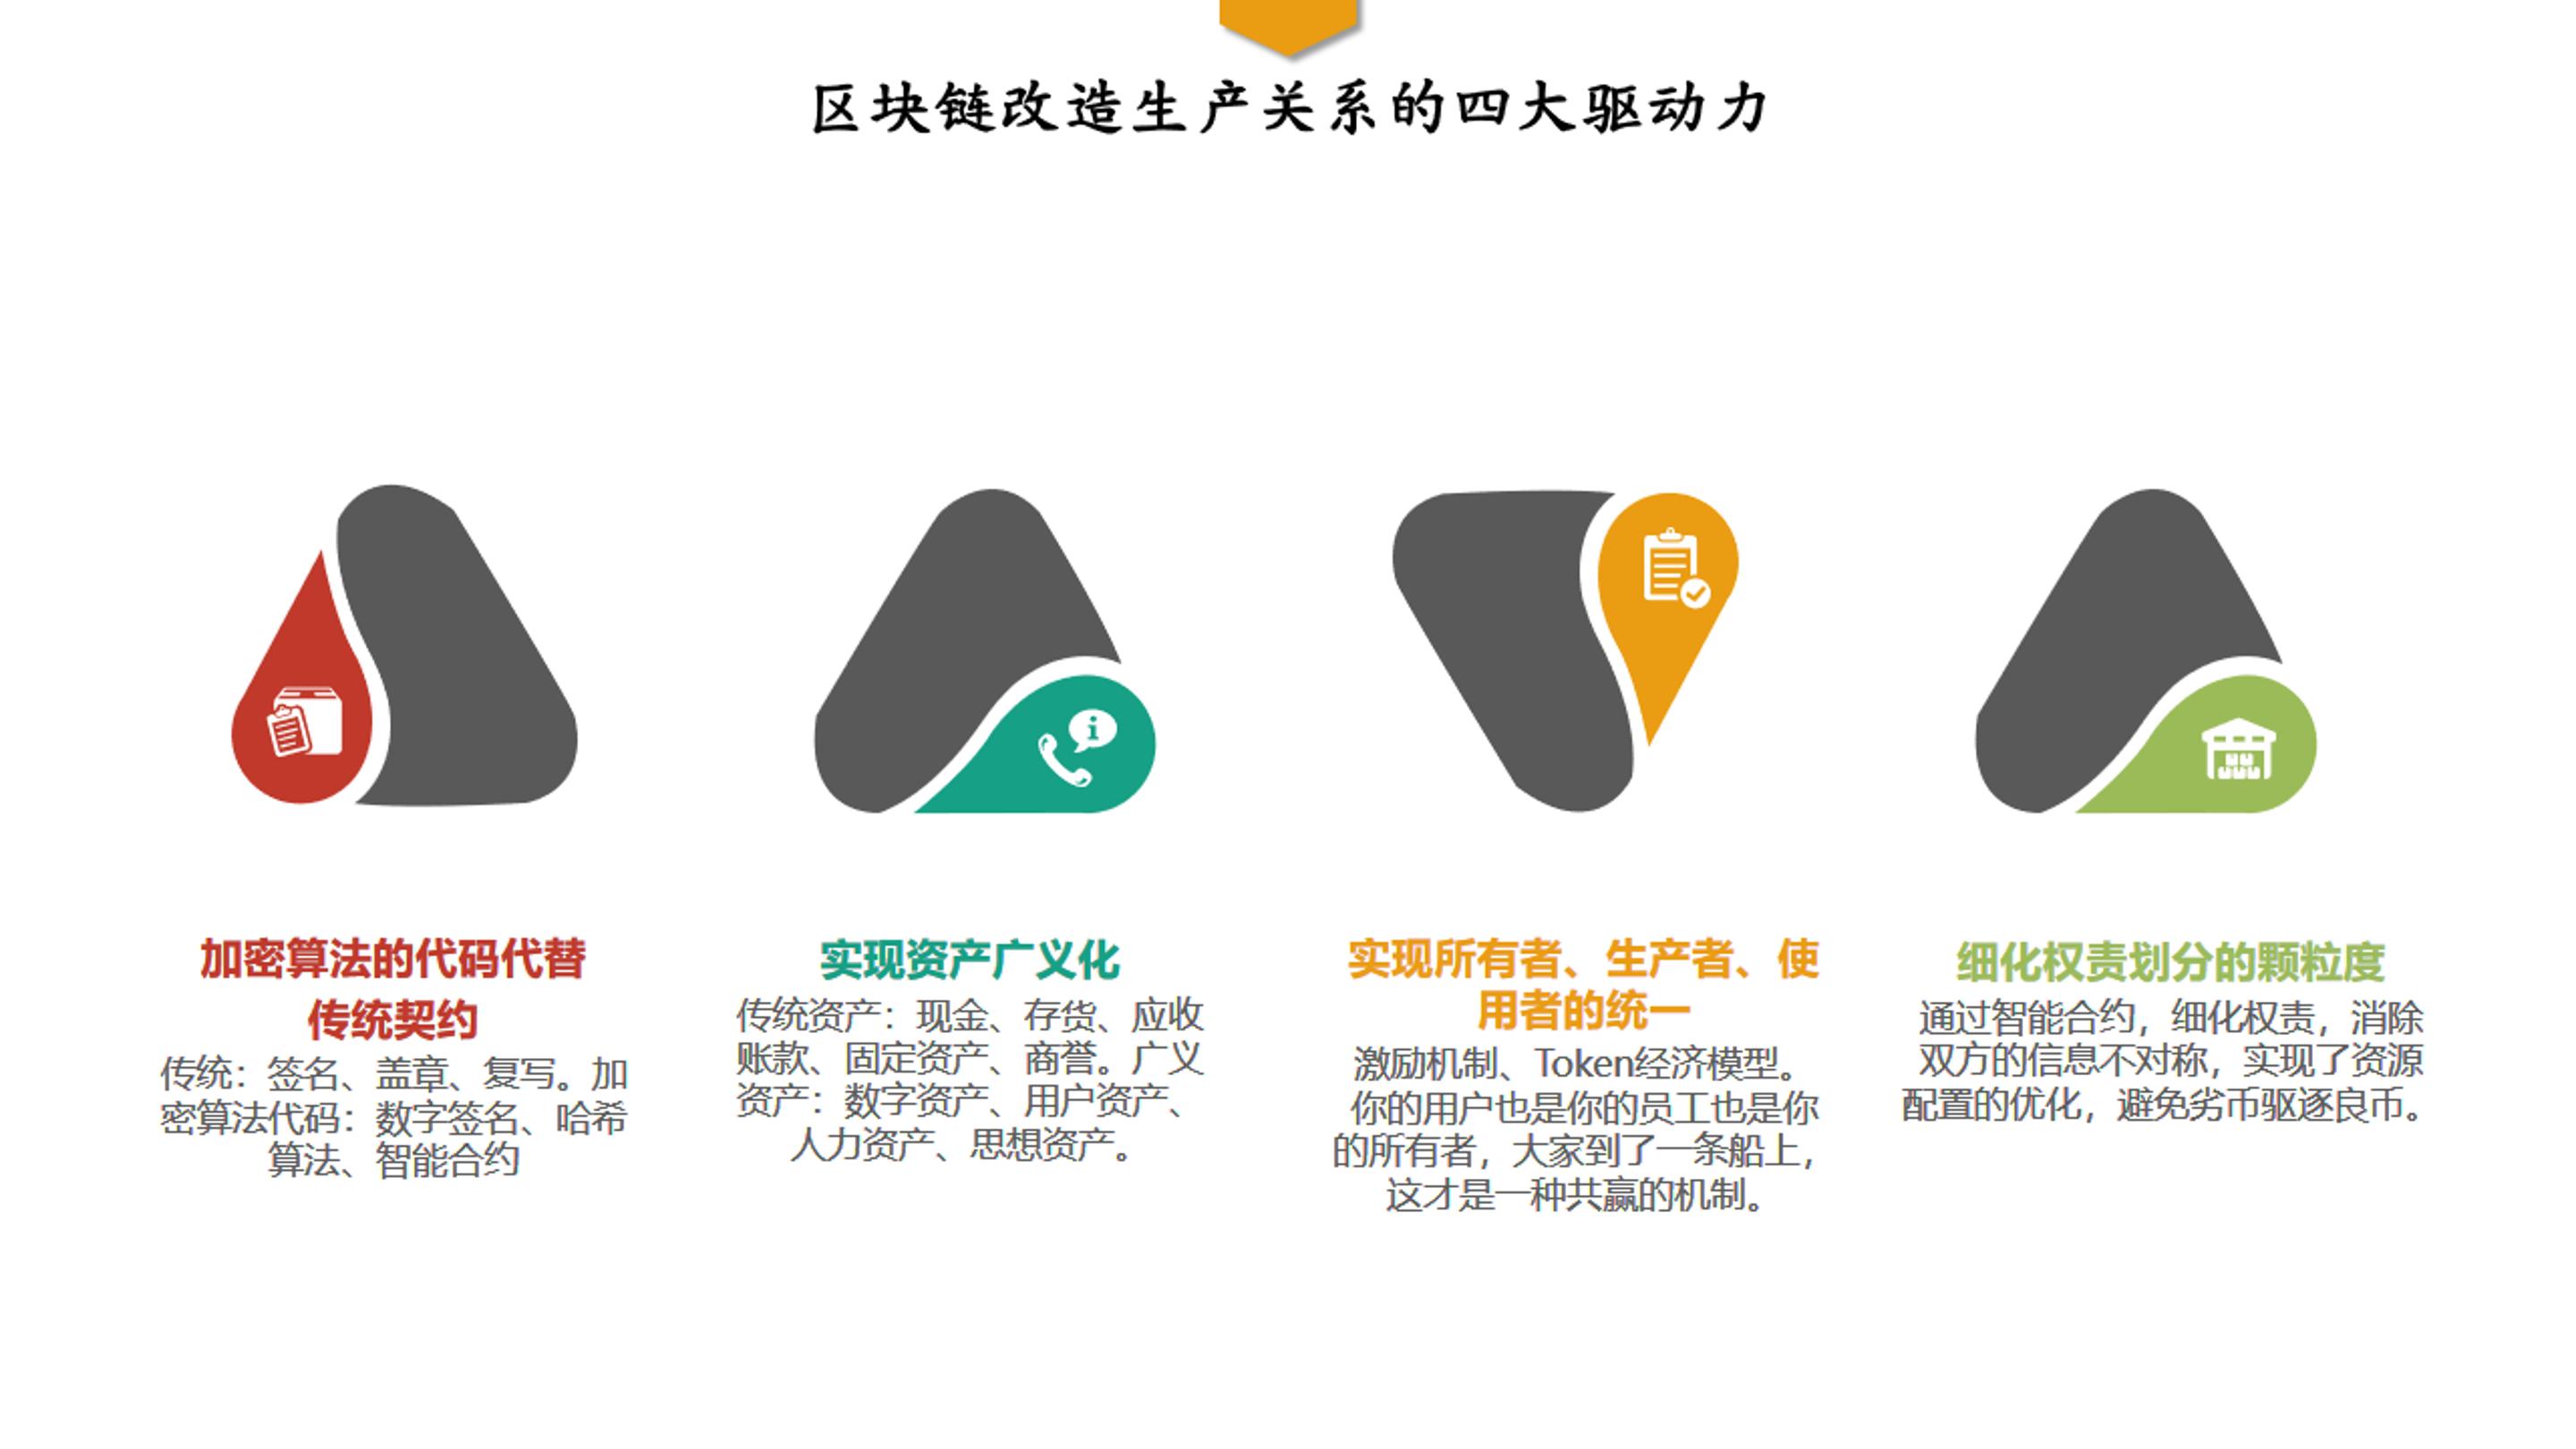 区块链改造生产关系的四大驱动力
加密算法的代码代替
传统契约
传统：签名、盖章、复写。加
密算法代码：数字签名、哈希
算法、智能合约
实现资产广义化
传统资产：现金、存货、应收
账款、固定资产、商誉。广义
资产：数字资产、用户资产、
人力资产、思想资产。
实现所有者、生产者、使
用者的统一
激励机制、Token经济模型。
你的用户也是你的员工也是你
的所有者，大家到了一条船上，
这才是一种共赢的机制。
细化权责划分的颗粒度
通过智能合约，细化权责，消除
双方的信息不对称，实现了资源
配置的优化，避免劣币驱逐良币。